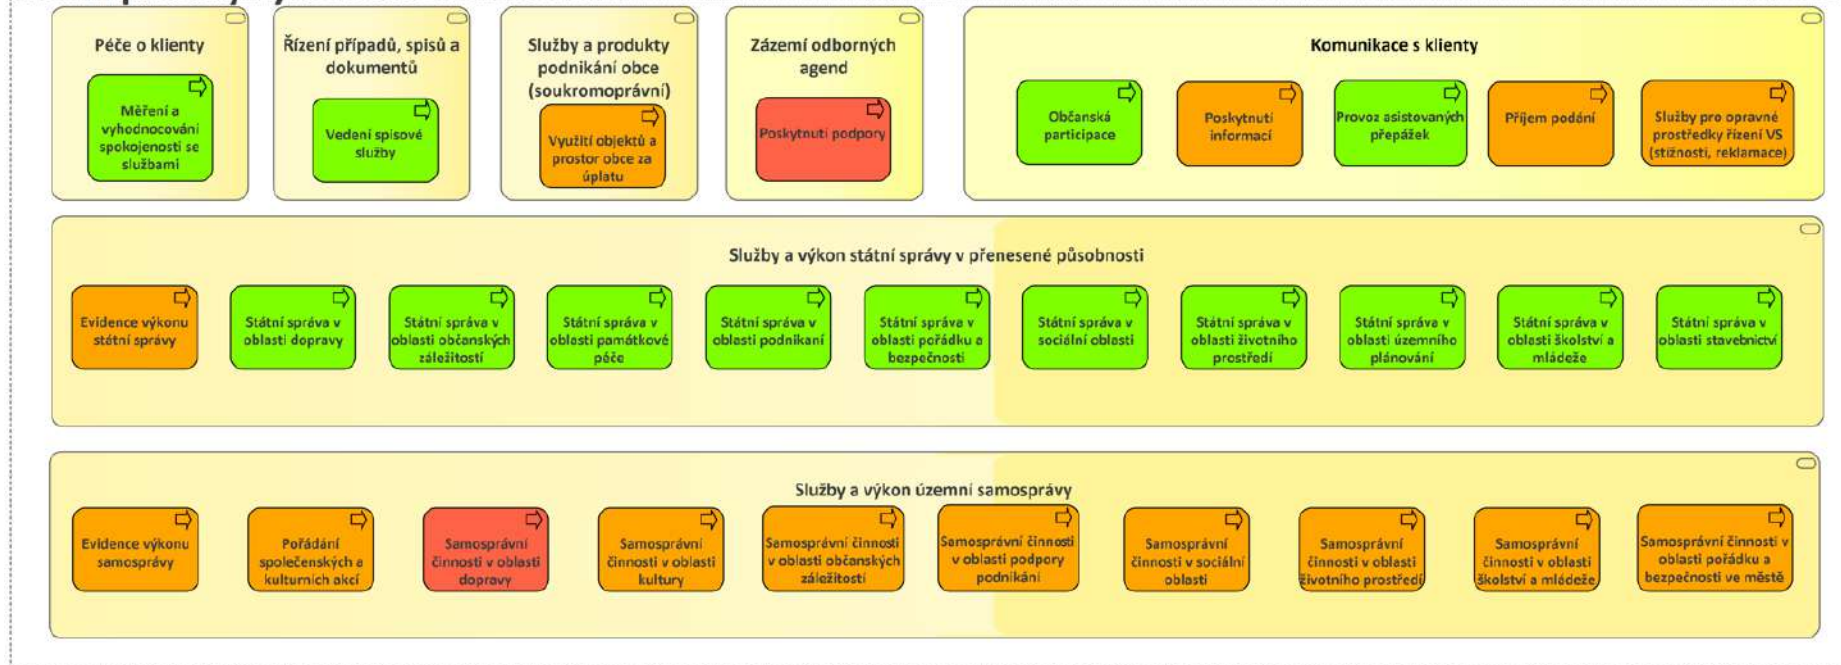 Péče o klienty
Měření a
vyhodnocování
spokojenosti se
službami
Řízení případů, spisů a
dokumentů
Vedení spisové
služby
Služby a produkty
podnikání obce
(soukromoprávní)
Využití objektů a
prostor obce za
úplatu
Zázemí odborných
agend
Poskytnutí podpory
Komunikace s klienty
Občanská
participace
Poskytnutí
informací
Provoz asistovaných
přepážek
Příjem podání
Služby pro opravné
prostředky řízení VS
(stížnosti, reklamace)
Služby a výkon státní správy v přenesené působnosti
Evidence výkonu
státní správy
Státní správa v
oblasti dopravy
Státní správa v
oblasti občanských
záležitostí
Státní správa v
oblasti památkové
péče
Státní správa v
oblasti podnikaní
Státní správa v
oblasti pořádku a
bezpečnosti
Státní správa v
sociální oblasti
Státní správa v
oblasti životního
prostředí
Státní správa v
oblasti územního
plánování
Státní správa v
oblasti školství a
mládeže
Státní správa v
oblasti stavebnictví
Služby a výkon územní samosprávy
Evidence výkonu
samosprávy
Pořádání
společenských a
kulturních akcí
Samosprávní
činnosti v oblasti
dopravy
Samosprávní
činnosti v oblasti
kultury
Samosprávní činnosti
v oblasti občanských
záležitostí
Samosprávní činnosti
v oblasti podpory
podnikání
Samosprávní
činnosti v sociální
oblasti
Samosprávní
činnosti v oblasti
životního prostředí
Samosprávní
činnosti v oblasti
školství a mládeže
Samosprávní činnosti v
oblasti pořádku a
bezpečnosti ve městě